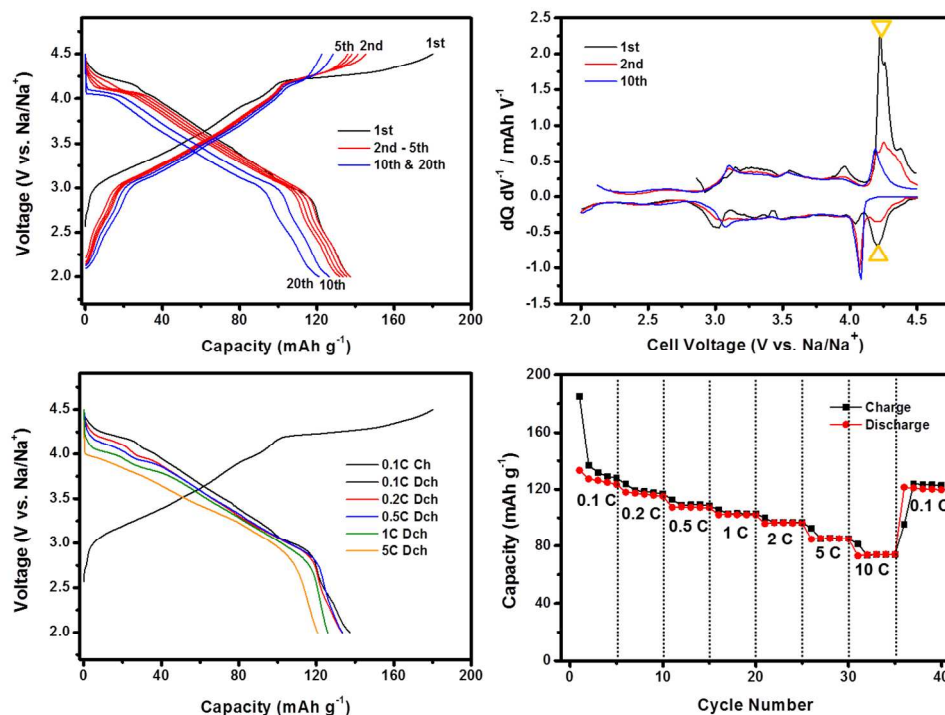 5th 2nd 1st
4.5
4.0
3.5
3.0
2.5
2.0
Voltage (V vs. Na/Na⁺)
1st
2nd - 5th
10th & 20th
20th 10th
0 40 80 120 160 200
Capacity (mAh g⁻¹)
2.5
2.0
1.5
1.0
0.5
0.0
-0.5
-1.0
-1.5
dQ dV⁻¹ / mAh V⁻¹
1st
2nd
10th
2.0 2.5 3.0 3.5 4.0 4.5
Cell Voltage (V vs. Na/Na⁺)
4.5
4.0
3.5
3.0
2.5
2.0
Voltage (V vs. Na/Na⁺)
0.1C Ch
0.1C Dch
0.2C Dch
0.5C Dch
1C Dch
5C Dch
0 40 80 120 160 200
Capacity (mAh g⁻¹)
200
160
120
80
40
0
Capacity (mAh g⁻¹)
Charge
Discharge
0.1 C 0.2 C 0.5 C 1 C 2 C 5 C 10 C 0.1 C
0 10 20 30 40
Cycle Number